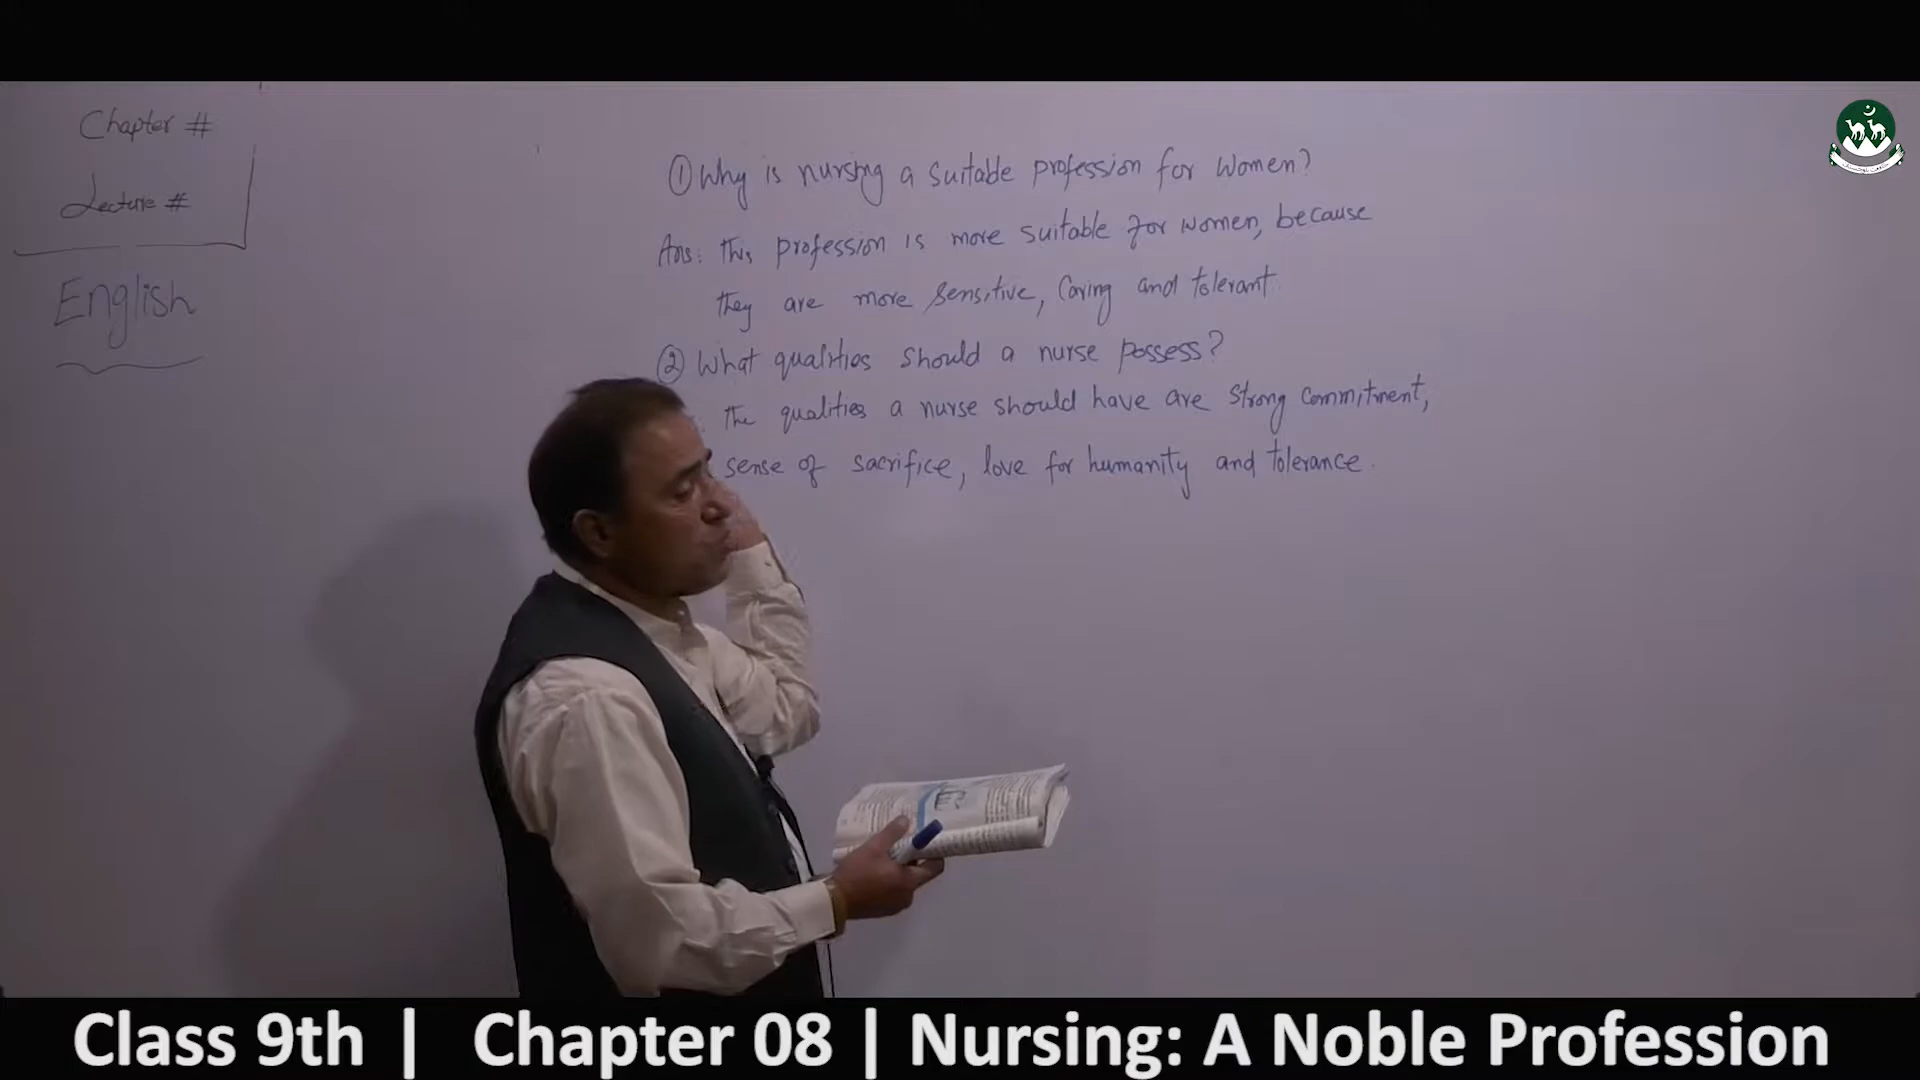 Chapter #
Lecture #
English
① Why is nursing a suitable profession for women?
Ans: this profession is more suitable for women, because
they are more sensitive, caring and tolerant
② What qualities should a nurse possess?
: the qualities a nurse should have are strong commitment,
sense of sacrifice, love for humanity and tolerance.
Class 9th | Chapter 08 | Nursing: A Noble Profession